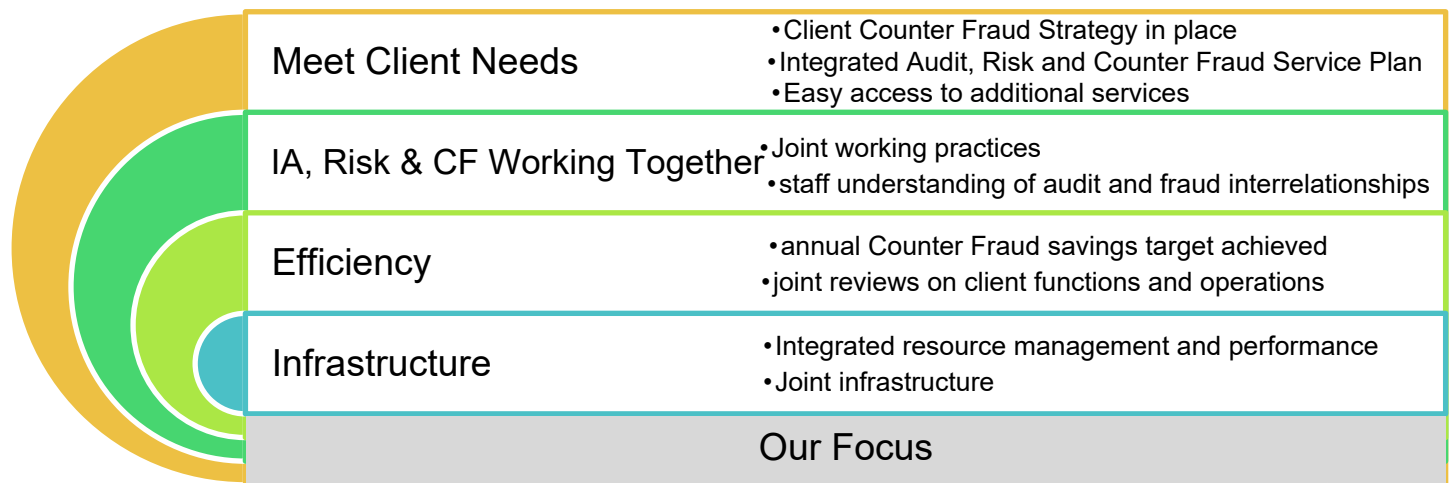 Meet Client Needs
•Client Counter Fraud Strategy in place
•Integrated Audit, Risk and Counter Fraud Service Plan
•Easy access to additional services
IA, Risk & CF Working Together
•Joint working practices
•staff understanding of audit and fraud interrelationships
Efficiency
•annual Counter Fraud savings target achieved
•joint reviews on client functions and operations
Infrastructure
•Integrated resource management and performance
•Joint infrastructure
Our Focus